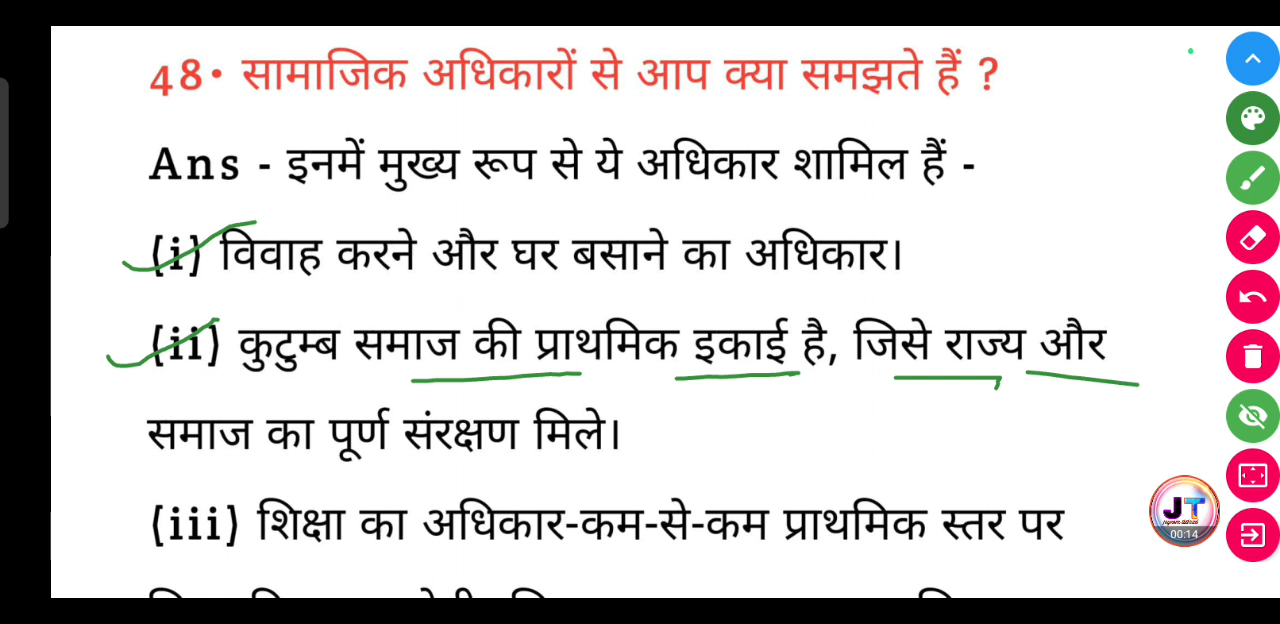 48• सामाजिक अधिकारों से आप क्या समझते हैं ?
Ans - इनमें मुख्य रूप से ये अधिकार शामिल हैं -
(i) विवाह करने और घर बसाने का अधिकार।
(ii) कुटुम्ब समाज की प्राथमिक इकाई है, जिसे राज्य और
समाज का पूर्ण संरक्षण मिले।
(iii) शिक्षा का अधिकार-कम-से-कम प्राथमिक स्तर पर
JT
00:14